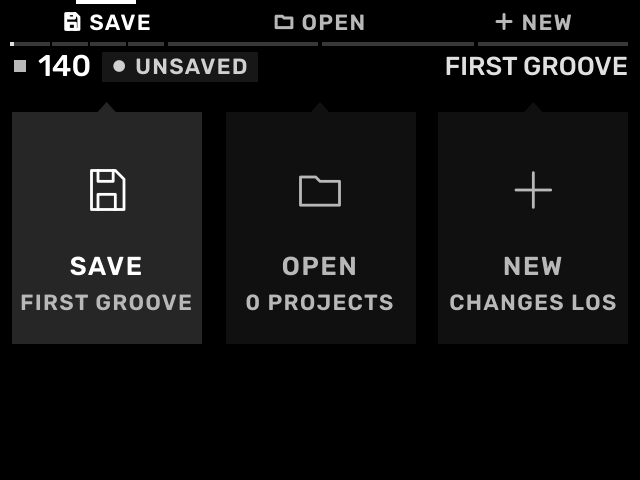 SAVE OPEN NEW
140 UNSAVED FIRST GROOVE
SAVE OPEN NEW
FIRST GROOVE 0 PROJECTS CHANGES LOS